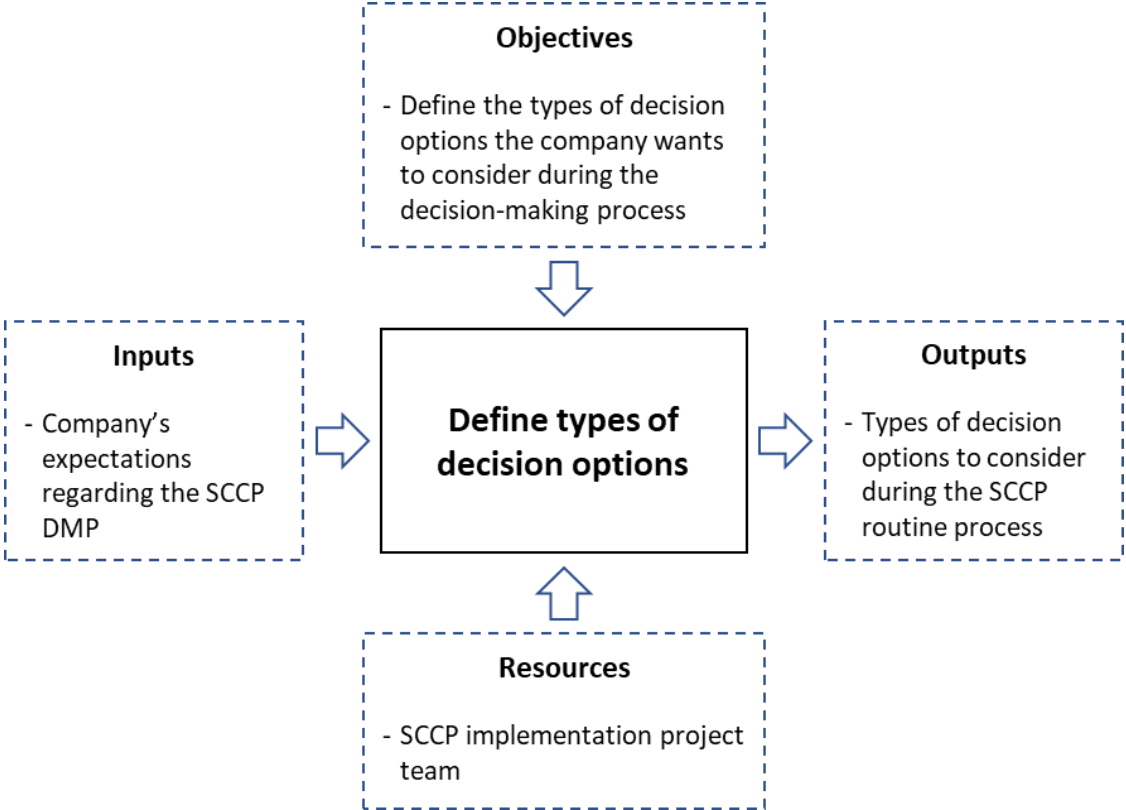 Objectives
- Define the types of decision
options the company wants
to consider during the
decision-making process
Inputs
- Company’s
expectations
regarding the SCCP
DMP
Define types of
decision options
Outputs
- Types of decision
options to consider
during the SCCP
routine process
Resources
- SCCP implementation project
team